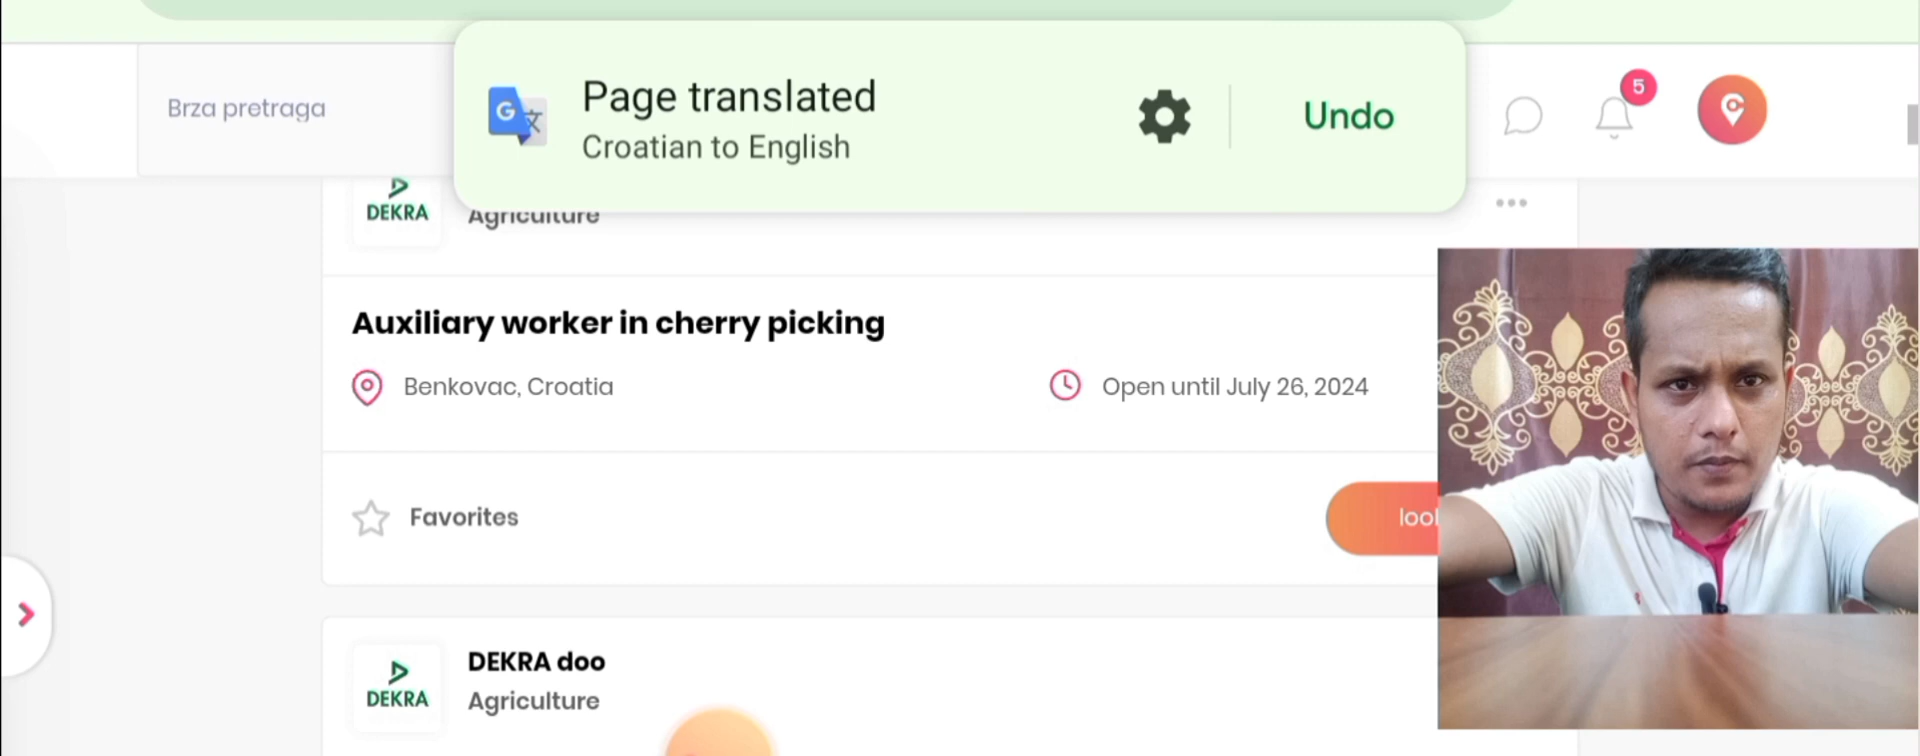 Page translated
Croatian to English
Undo
Brza pretraga
5
DEKRA
Agriculture
Auxiliary worker in cherry picking
Benkovac, Croatia
Open until July 26, 2024
Favorites
DEKRA doo
DEKRA
Agriculture